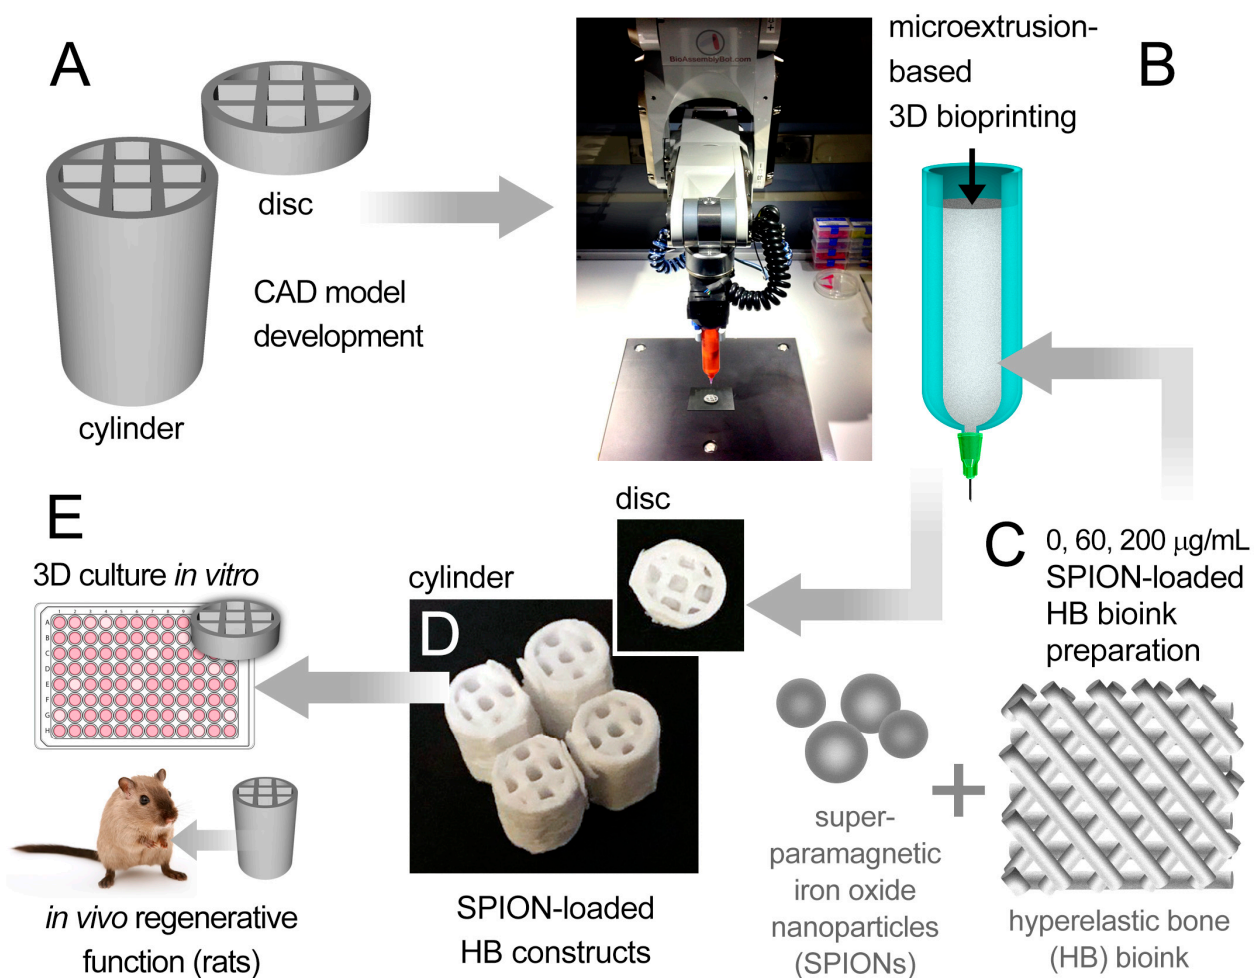 A
disc
CAD model
development
cylinder
BioAssemblyBot.com
microextrusion-
based
3D bioprinting
B
C
0, 60, 200 μg/mL
SPION-loaded
HB bioink
preparation
super-
paramagnetic
iron oxide
nanoparticles
(SPIONs)
+
hyperelastic bone
(HB) bioink
disc
cylinder
D
SPION-loaded
HB constructs
E
3D culture in vitro
A
B
C
D
E
F
G
H
in vivo regenerative
function (rats)